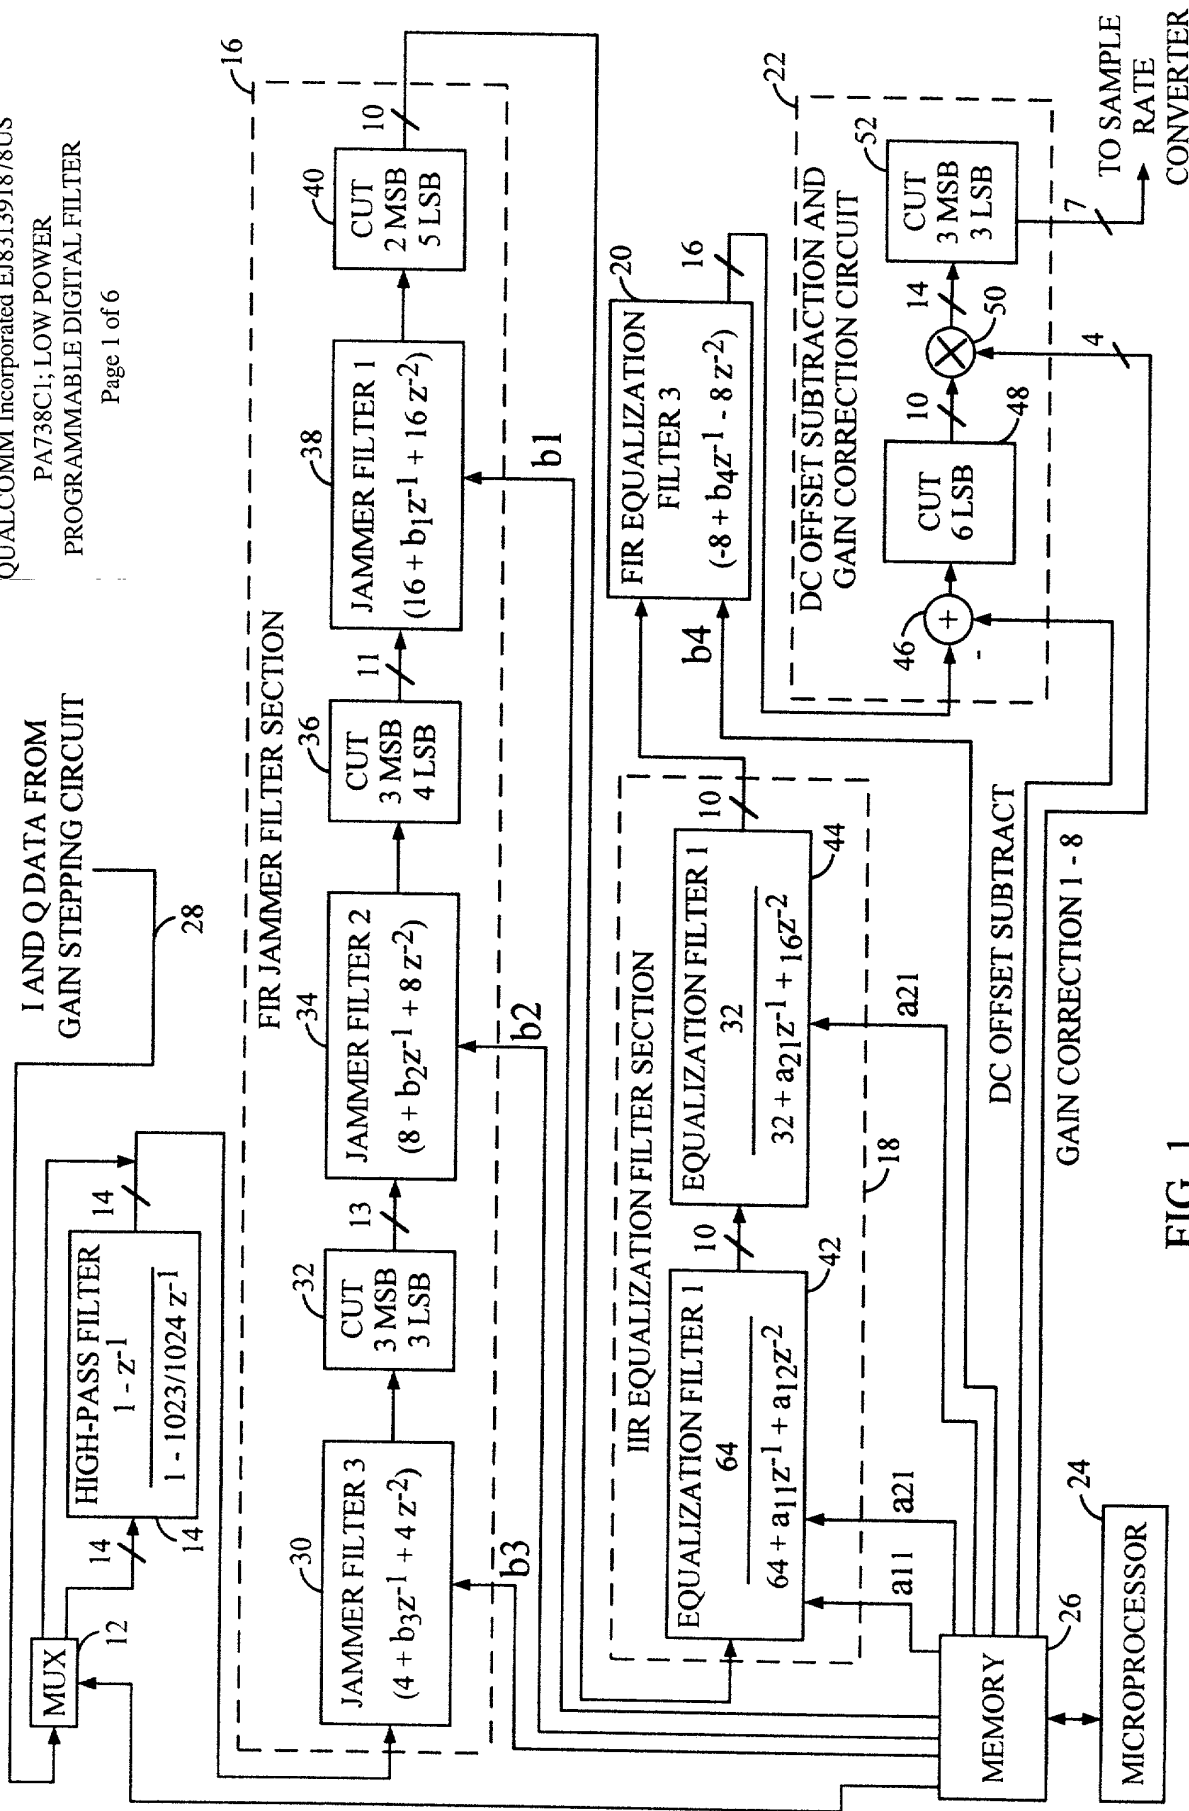 QUALCOMM Incorporated EJ831391878US
PA738C1; LOW POWER
PROGRAMMABLE DIGITAL FILTER
Page 1 of 6
I AND Q DATA FROM
GAIN STEPPING CIRCUIT
28
MUX
12
14
HIGH-PASS FILTER
1 - z⁻¹
1 - 1023/1024 z⁻¹
14
14
FIR JAMMER FILTER SECTION
16
30
JAMMER FILTER 3
(4 + b₃z⁻¹ + 4 z⁻²)
b3
32
CUT
3 MSB
3 LSB
13
34
JAMMER FILTER 2
(8 + b₂z⁻¹ + 8 z⁻²)
b2
36
CUT
3 MSB
4 LSB
11
38
JAMMER FILTER 1
(16 + b₁z⁻¹ + 16 z⁻²)
b1
40
CUT
2 MSB
5 LSB
10
IIR EQUALIZATION FILTER SECTION
18
EQUALIZATION FILTER 1
64
64 + a₁₁z⁻¹ + a₁₂z⁻²
42
a11
a21
10
EQUALIZATION FILTER 1
32
32 + a₂₁z⁻¹ + ₁₆z⁻²
44
a21
10
20
FIR EQUALIZATION
FILTER 3
(-8 + b₄z⁻¹ - 8 z⁻²)
b4
16
22
DC OFFSET SUBTRACTION AND
GAIN CORRECTION CIRCUIT
46
+
CUT
6 LSB
48
10
50
14
4
52
CUT
3 MSB
3 LSB
7
TO SAMPLE
RATE
CONVERTER
DC OFFSET SUBTRACT
GAIN CORRECTION 1 - 8
MEMORY
26
MICROPROCESSOR
24
FIG. 1